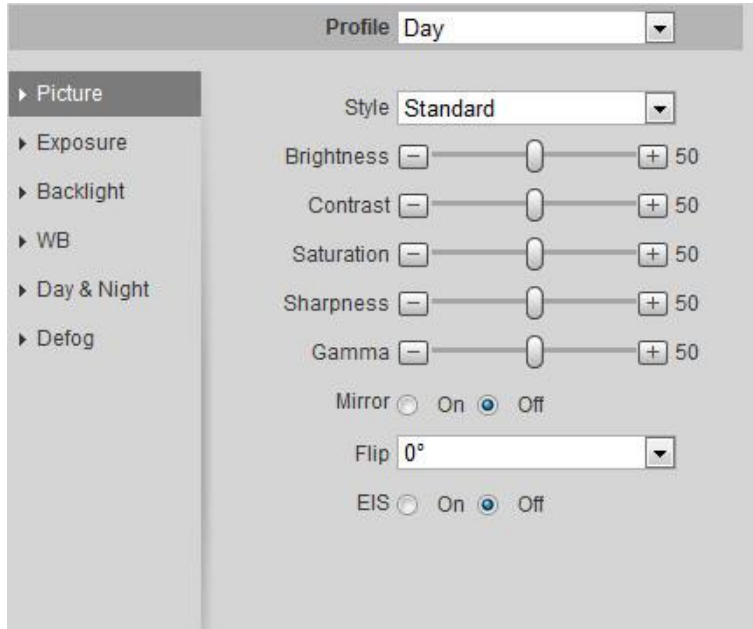 Profile Day
Picture
Exposure
Backlight
WB
Day & Night
Defog
Style Standard
Brightness 50
Contrast 50
Saturation 50
Sharpness 50
Gamma 50
Mirror On Off
Flip 0°
EIS On Off